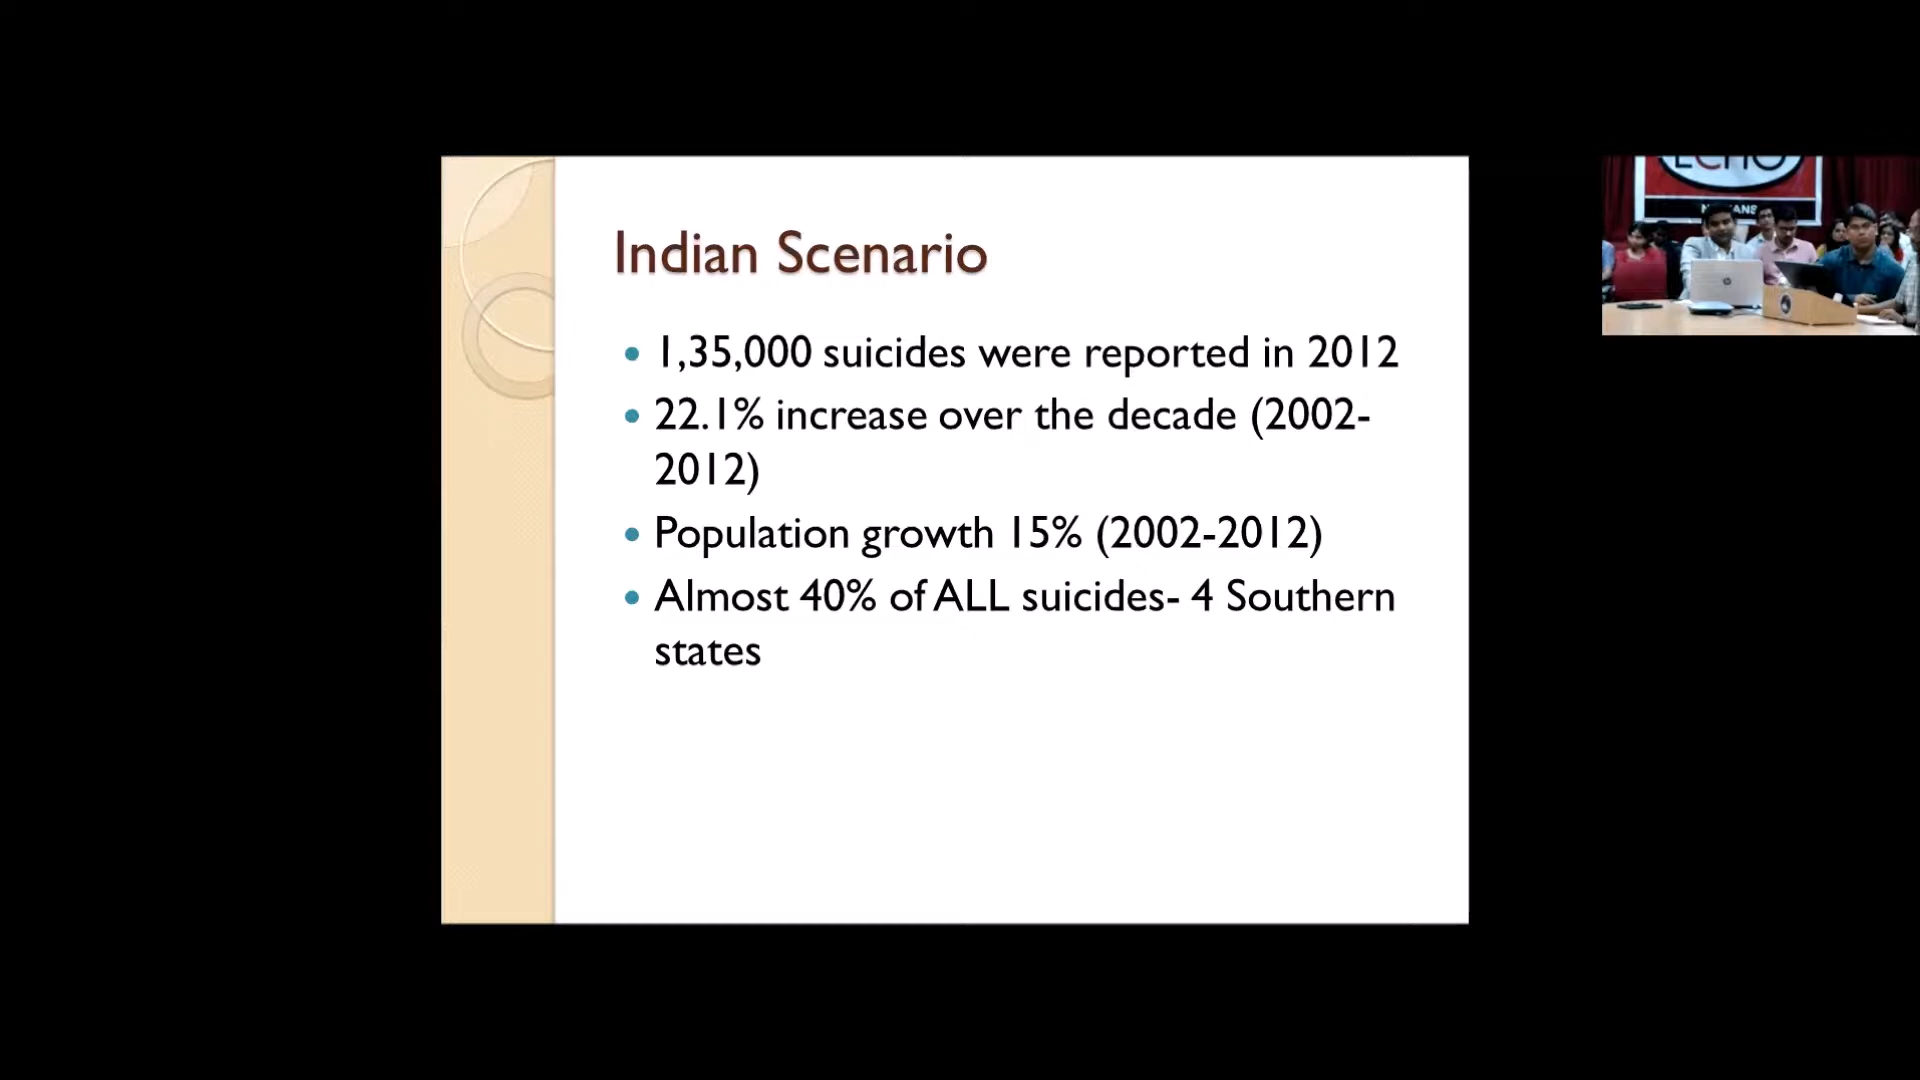 Indian Scenario
1,35,000 suicides were reported in 2012
22.1% increase over the decade (2002-
2012)
Population growth 15% (2002-2012)
Almost 40% of ALL suicides- 4 Southern
states
ECHO